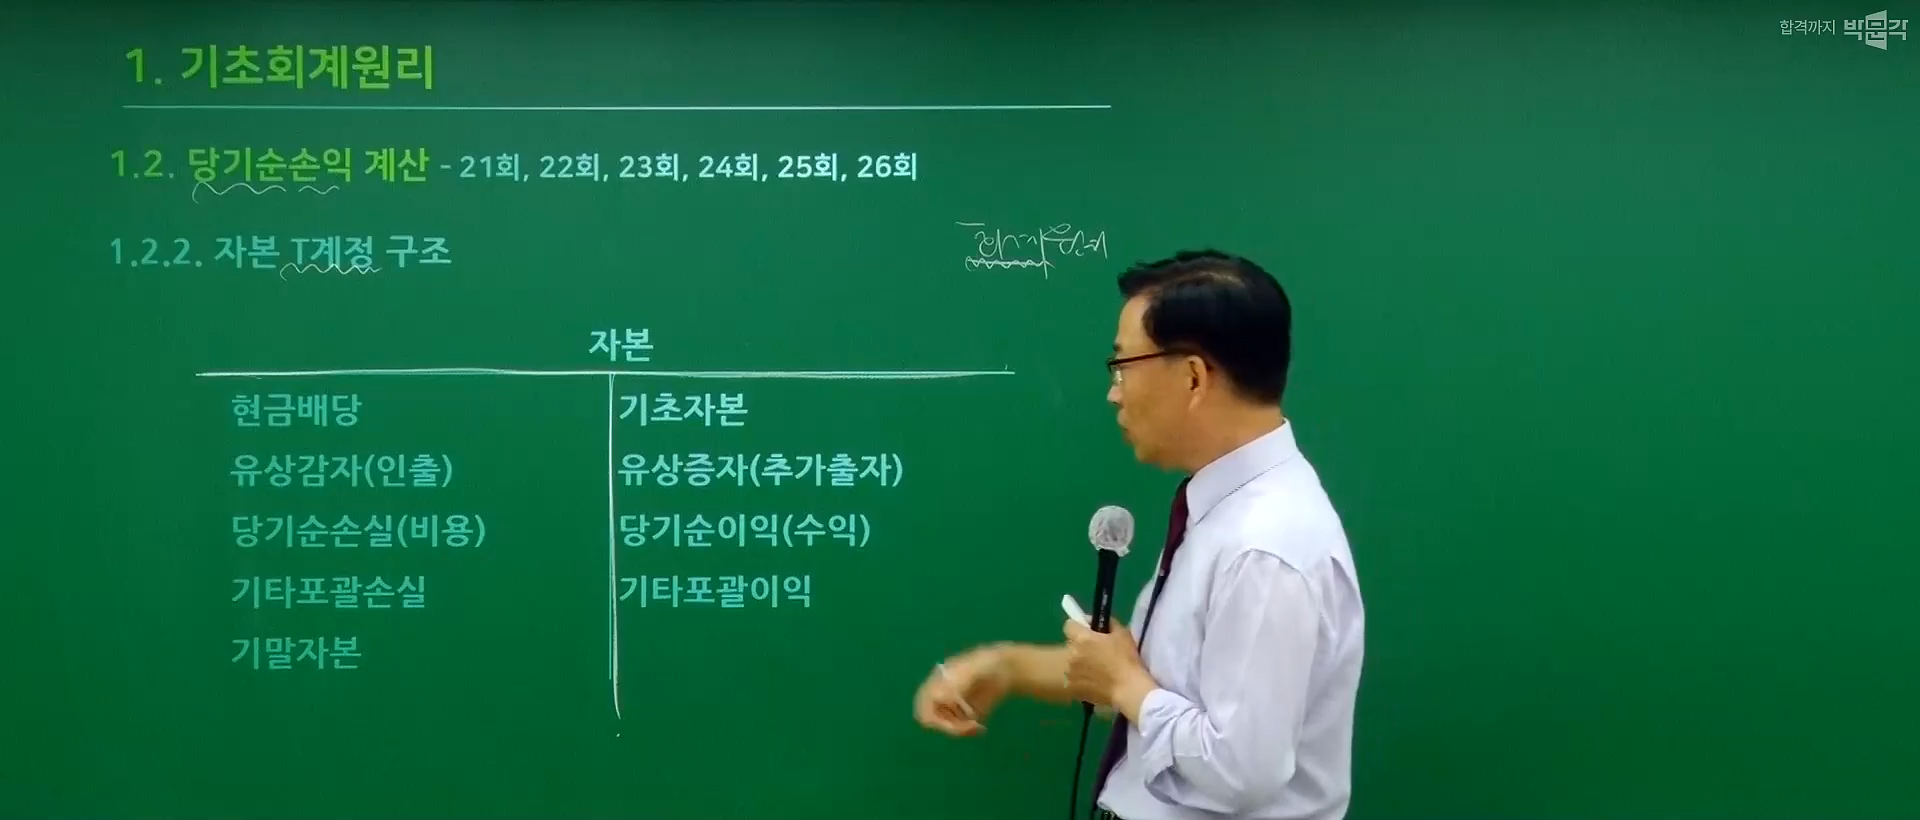 합격까지 박문각
1. 기초회계원리
1.2. 당기순손익 계산 - 21회, 22회, 23회, 24회, 25회, 26회
1.2.2. 자본 T계정 구조
자본
현금배당 기초자본
유상감자(인출) 유상증자(추가출자)
당기순손실(비용) 당기순이익(수익)
기타포괄손실 기타포괄이익
기말자본